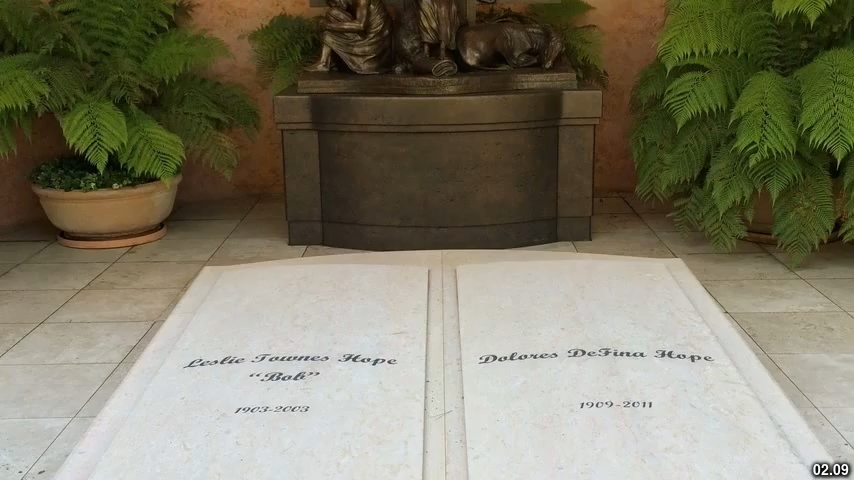 Leslie Townes Hope
“Bob”
1903-2003
Dolores DeFina Hope
1909-2011
02.09